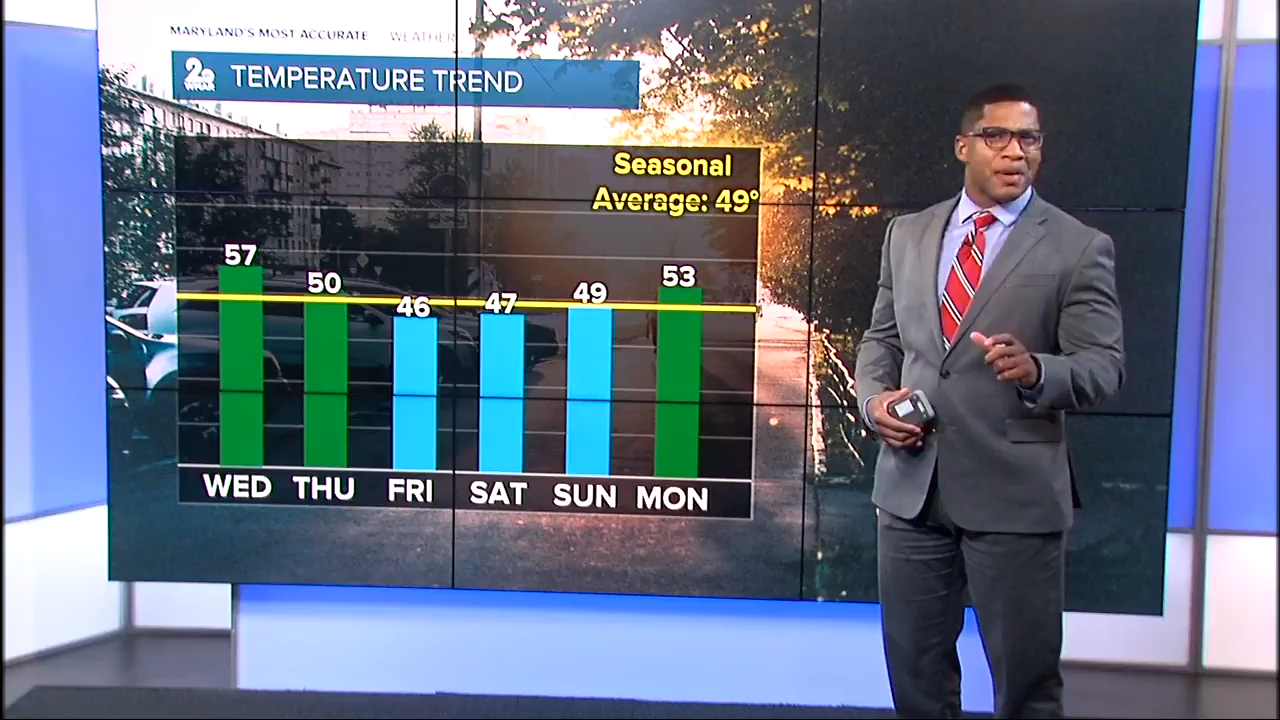 MARYLAND'S MOST ACCURATE WEATHER
2 WMAR
TEMPERATURE TREND
Seasonal
Average: 49°
57
50
46
47
49
53
WED THU FRI SAT SUN MON